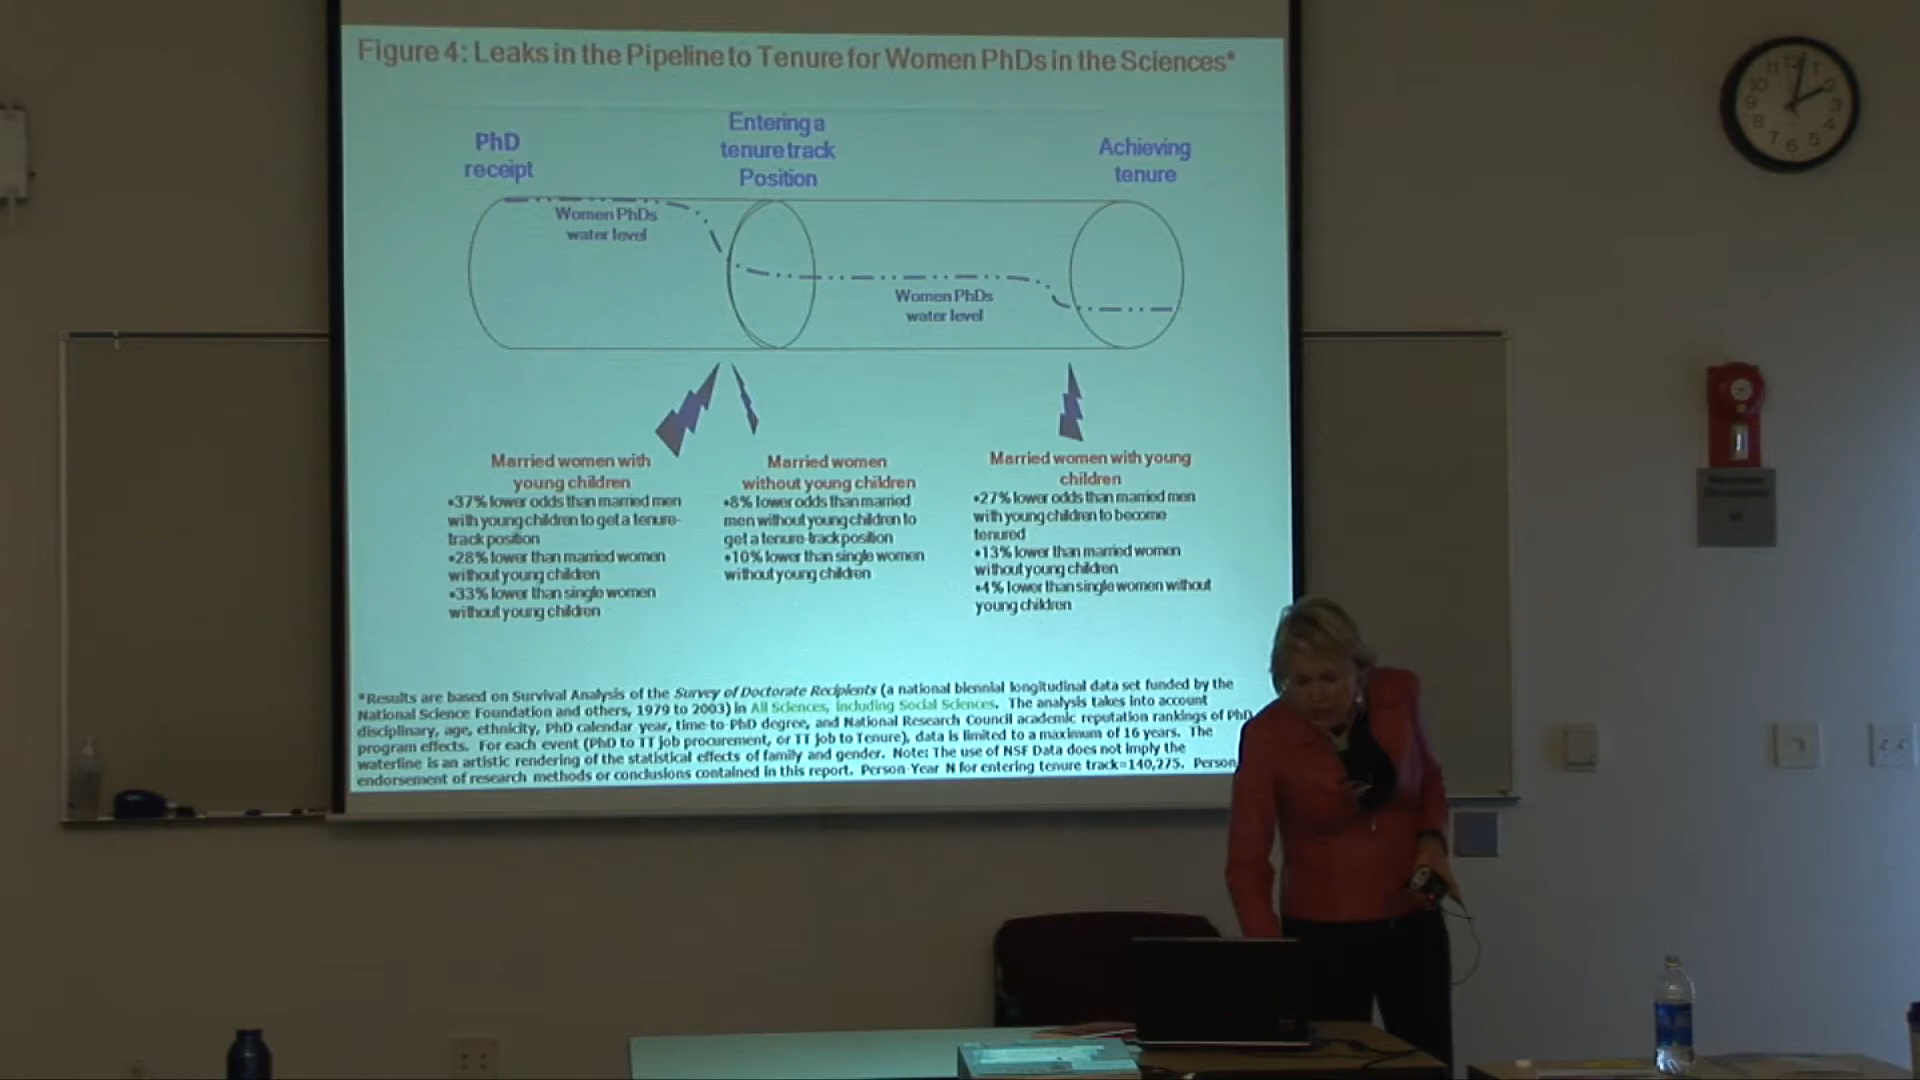 Figure 4: Leaks in the Pipeline to Tenure for Women PhDs in the Sciences*
PhD
receipt
Entering a
tenure track
Position
Achieving
tenure
Women PhDs
water level
Women PhDs
water level
Married women with
young children
•37% lower odds than married men
with young children to get a tenure-
track position
•28% lower than married women
without young children
•33% lower than single women
without young children
Married women
without young children
•8% lower odds than married
men without young children to
get a tenure-track position
•10% lower than single women
without young children
Married women with young
children
•27% lower odds than married men
with young children to become
tenured
•13% lower than married women
without young children
•4% lower than single women without
young children
*Results are based on Survival Analysis of the Survey of Doctorate Recipients (a national biennial longitudinal data set funded by the
National Science Foundation and others, 1979 to 2003) in All Sciences, including Social Sciences. The analysis takes into account
disciplinary, age, ethnicity, PhD calendar year, time-to-PhD degree, and National Research Council academic reputation rankings of PhD
program effects. For each event (PhD to TT job procurement, or TT job to Tenure), data is limited to a maximum of 16 years. The
waterline is an artistic rendering of the statistical effects of family and gender. Note: The use of NSF Data does not imply the
endorsement of research methods or conclusions contained in this report. Person-Year N for entering tenure track=140,275. Person
12
1
2
3
4
5
6
7
8
9
10
11